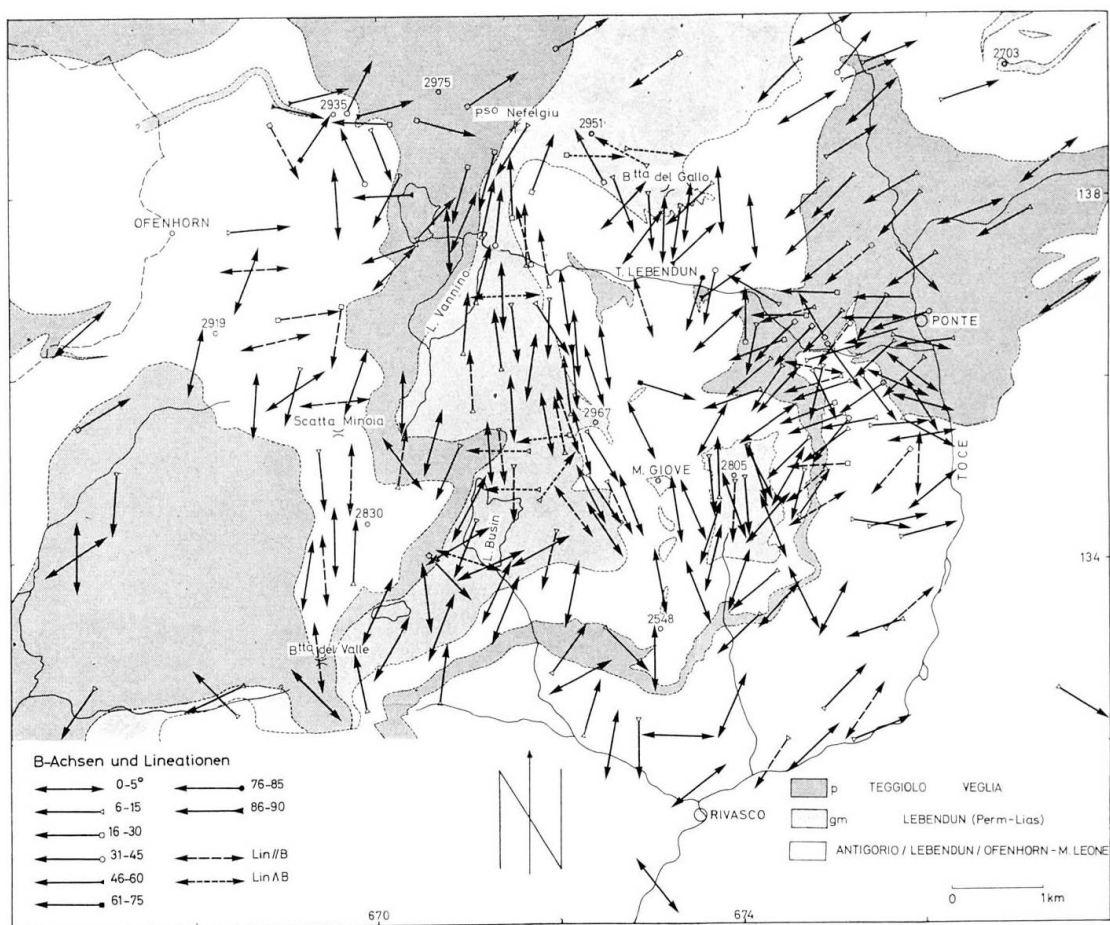 2703
2975
2935
Pso Nefelgiu
2951
Btta del Gallo
138
OFENHORN
T. LEBENDUN
L. Vannino
PONTE
2919
Scatta Minoia
2967
M. GIOVE
2805
TOCE
2830
L. Busin
134
2548
Btta del Valle
B-Achsen und Lineationen
0-5°
76-85
6-15
86-90
16-30
31-45
Lin//B
46-60
Lin∧B
61-75
N
RIVASCO
p TEGGIOLO VEGLIA
gm LEBENDUN (Perm-Lias)
ANTIGORIO / LEBENDUN / OFENHORN-M. LEONE
0 1km
670
674